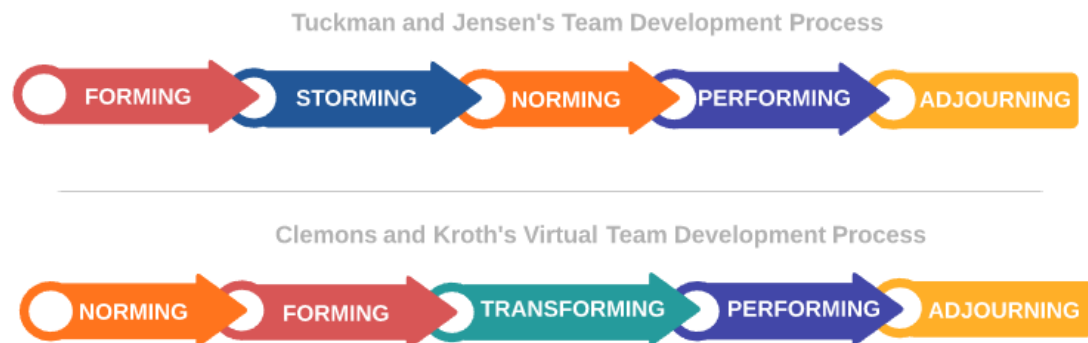 Tuckman and Jensen's Team Development Process
FORMING STORMING NORMING PERFORMING ADJOURNING
Clemons and Kroth's Virtual Team Development Process
NORMING FORMING TRANSFORMING PERFORMING ADJOURNING